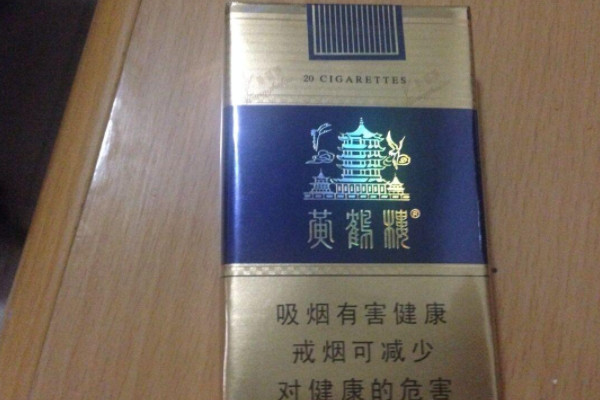 20 CIGARETTES
黄鹤楼®
吸烟有害健康
戒烟可减少
对健康的危害